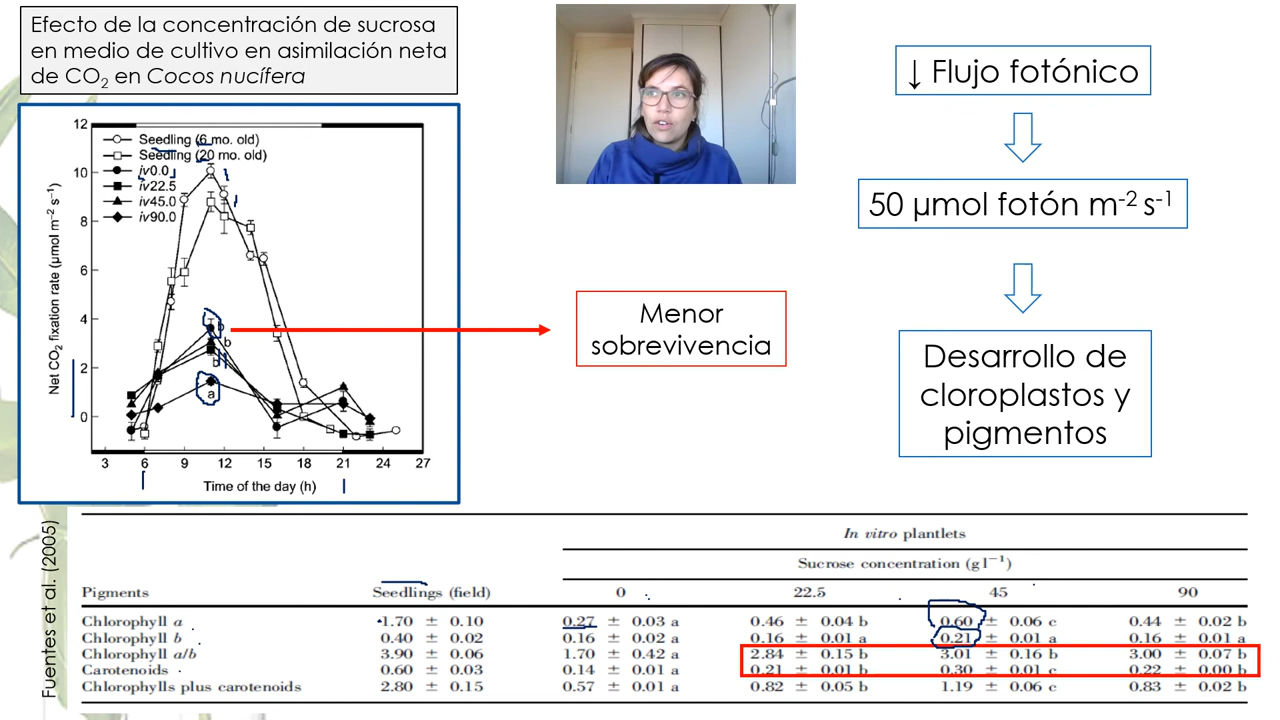 Efecto de la concentración de sucrosa
en medio de cultivo en asimilación neta
de CO2 en Cocos nucífera
Net CO2 fixation rate (μmol m−2 s−1)
12
10
8
6
4
2
0
Seedling (6 mo. old)
Seedling (20 mo. old)
iv0.0
iv22.5
iv45.0
iv90.0
b
b
b
a
3 6 9 12 15 18 21 24 27
Time of the day (h)
Menor
sobrevivencia
↓ Flujo fotónico
50 μmol fotón m-2 s-1
Desarrollo de
cloroplastos y
pigmentos
Fuentes et al. (2005)
In vitro plantlets
Sucrose concentration (g l−1)
Pigments Seedlings (field) 0 22.5 45 90
Chlorophyll a 1.70 ± 0.10 0.27 ± 0.03 a 0.46 ± 0.04 b 0.60 ± 0.06 c 0.44 ± 0.02 b
Chlorophyll b 0.40 ± 0.02 0.16 ± 0.02 a 0.16 ± 0.01 a 0.21 ± 0.01 a 0.16 ± 0.01 a
Chlorophyll a/b 3.90 ± 0.06 1.70 ± 0.42 a 2.84 ± 0.15 b 3.01 ± 0.16 b 3.00 ± 0.07 b
Carotenoids 0.60 ± 0.03 0.14 ± 0.01 a 0.21 ± 0.01 b 0.30 ± 0.01 c 0.22 ± 0.00 b
Chlorophylls plus carotenoids 2.80 ± 0.15 0.57 ± 0.01 a 0.82 ± 0.05 b 1.19 ± 0.06 c 0.83 ± 0.02 b